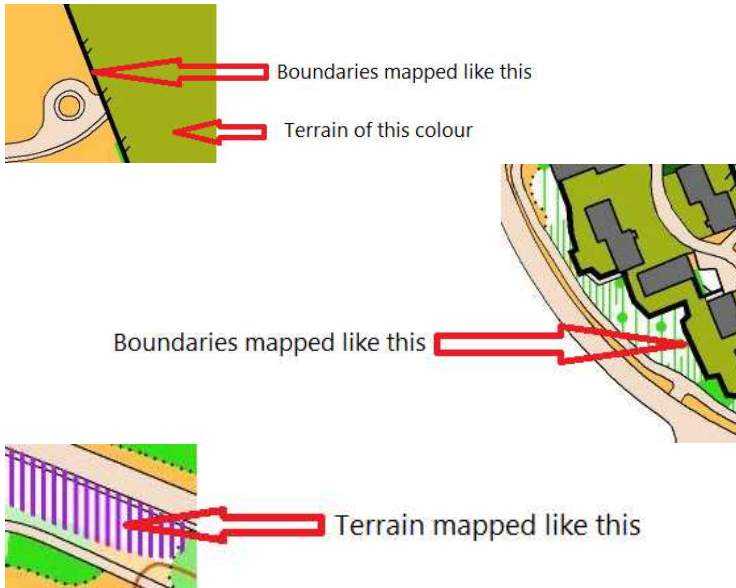 Boundaries mapped like this
Terrain of this colour
Boundaries mapped like this
Terrain mapped like this